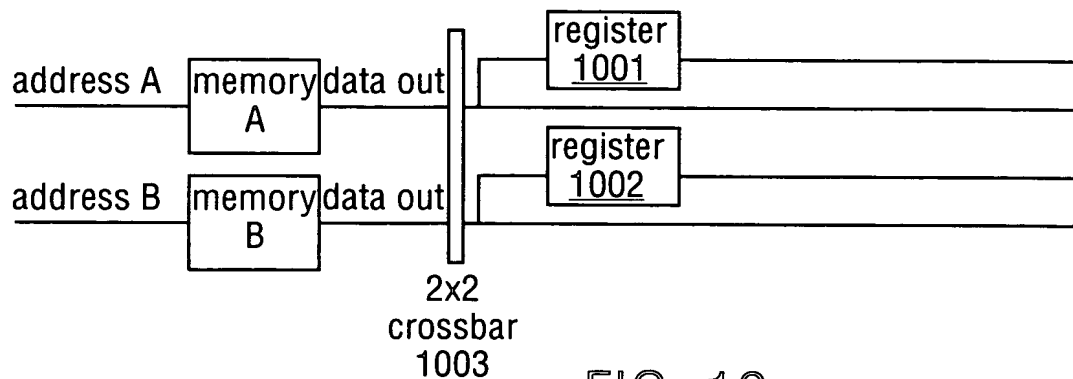 register
1001
address A
memory
A
data out
register
1002
address B
memory
B
data out
2x2
crossbar
1003